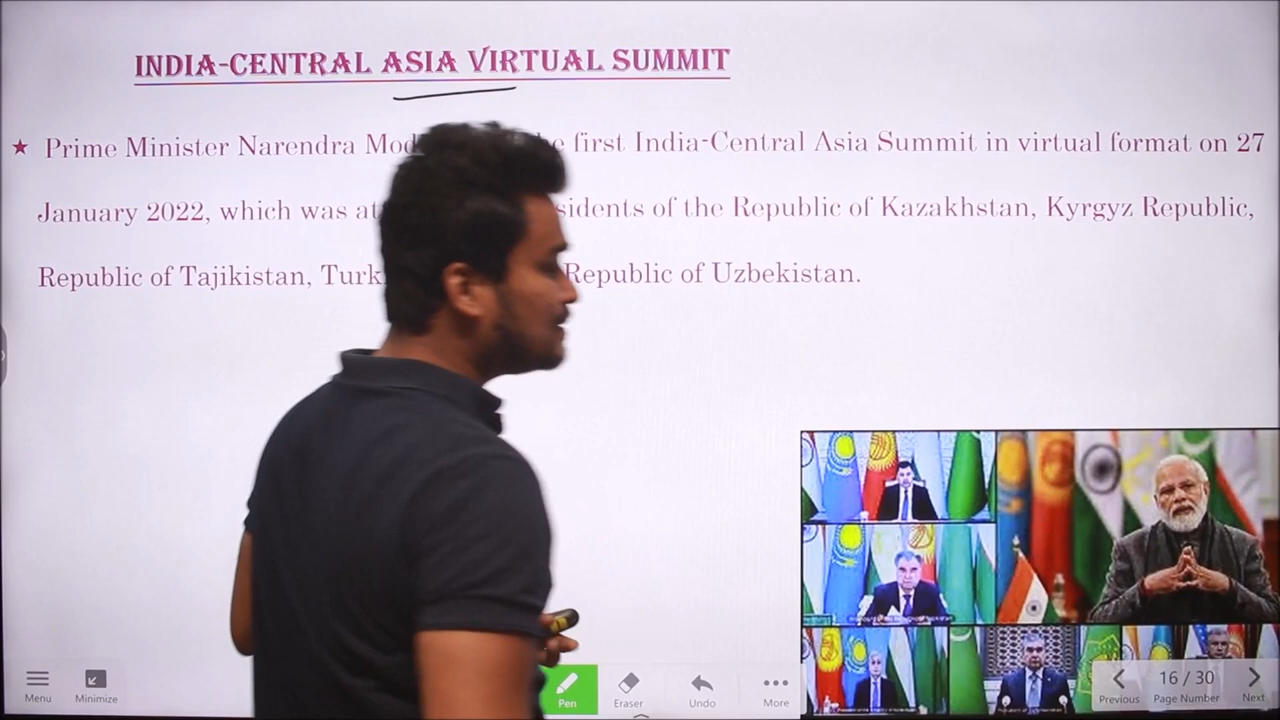 INDIA-CENTRAL ASIA VIRTUAL SUMMIT
★ Prime Minister Narendra Mod he first India-Central Asia Summit in virtual format on 27
January 2022, which was at sidents of the Republic of Kazakhstan, Kyrgyz Republic,
Republic of Tajikistan, Turk Republic of Uzbekistan.
Menu
Minimize
Pen
Eraser
Undo
More
Previous
16 / 30
Page Number
Next